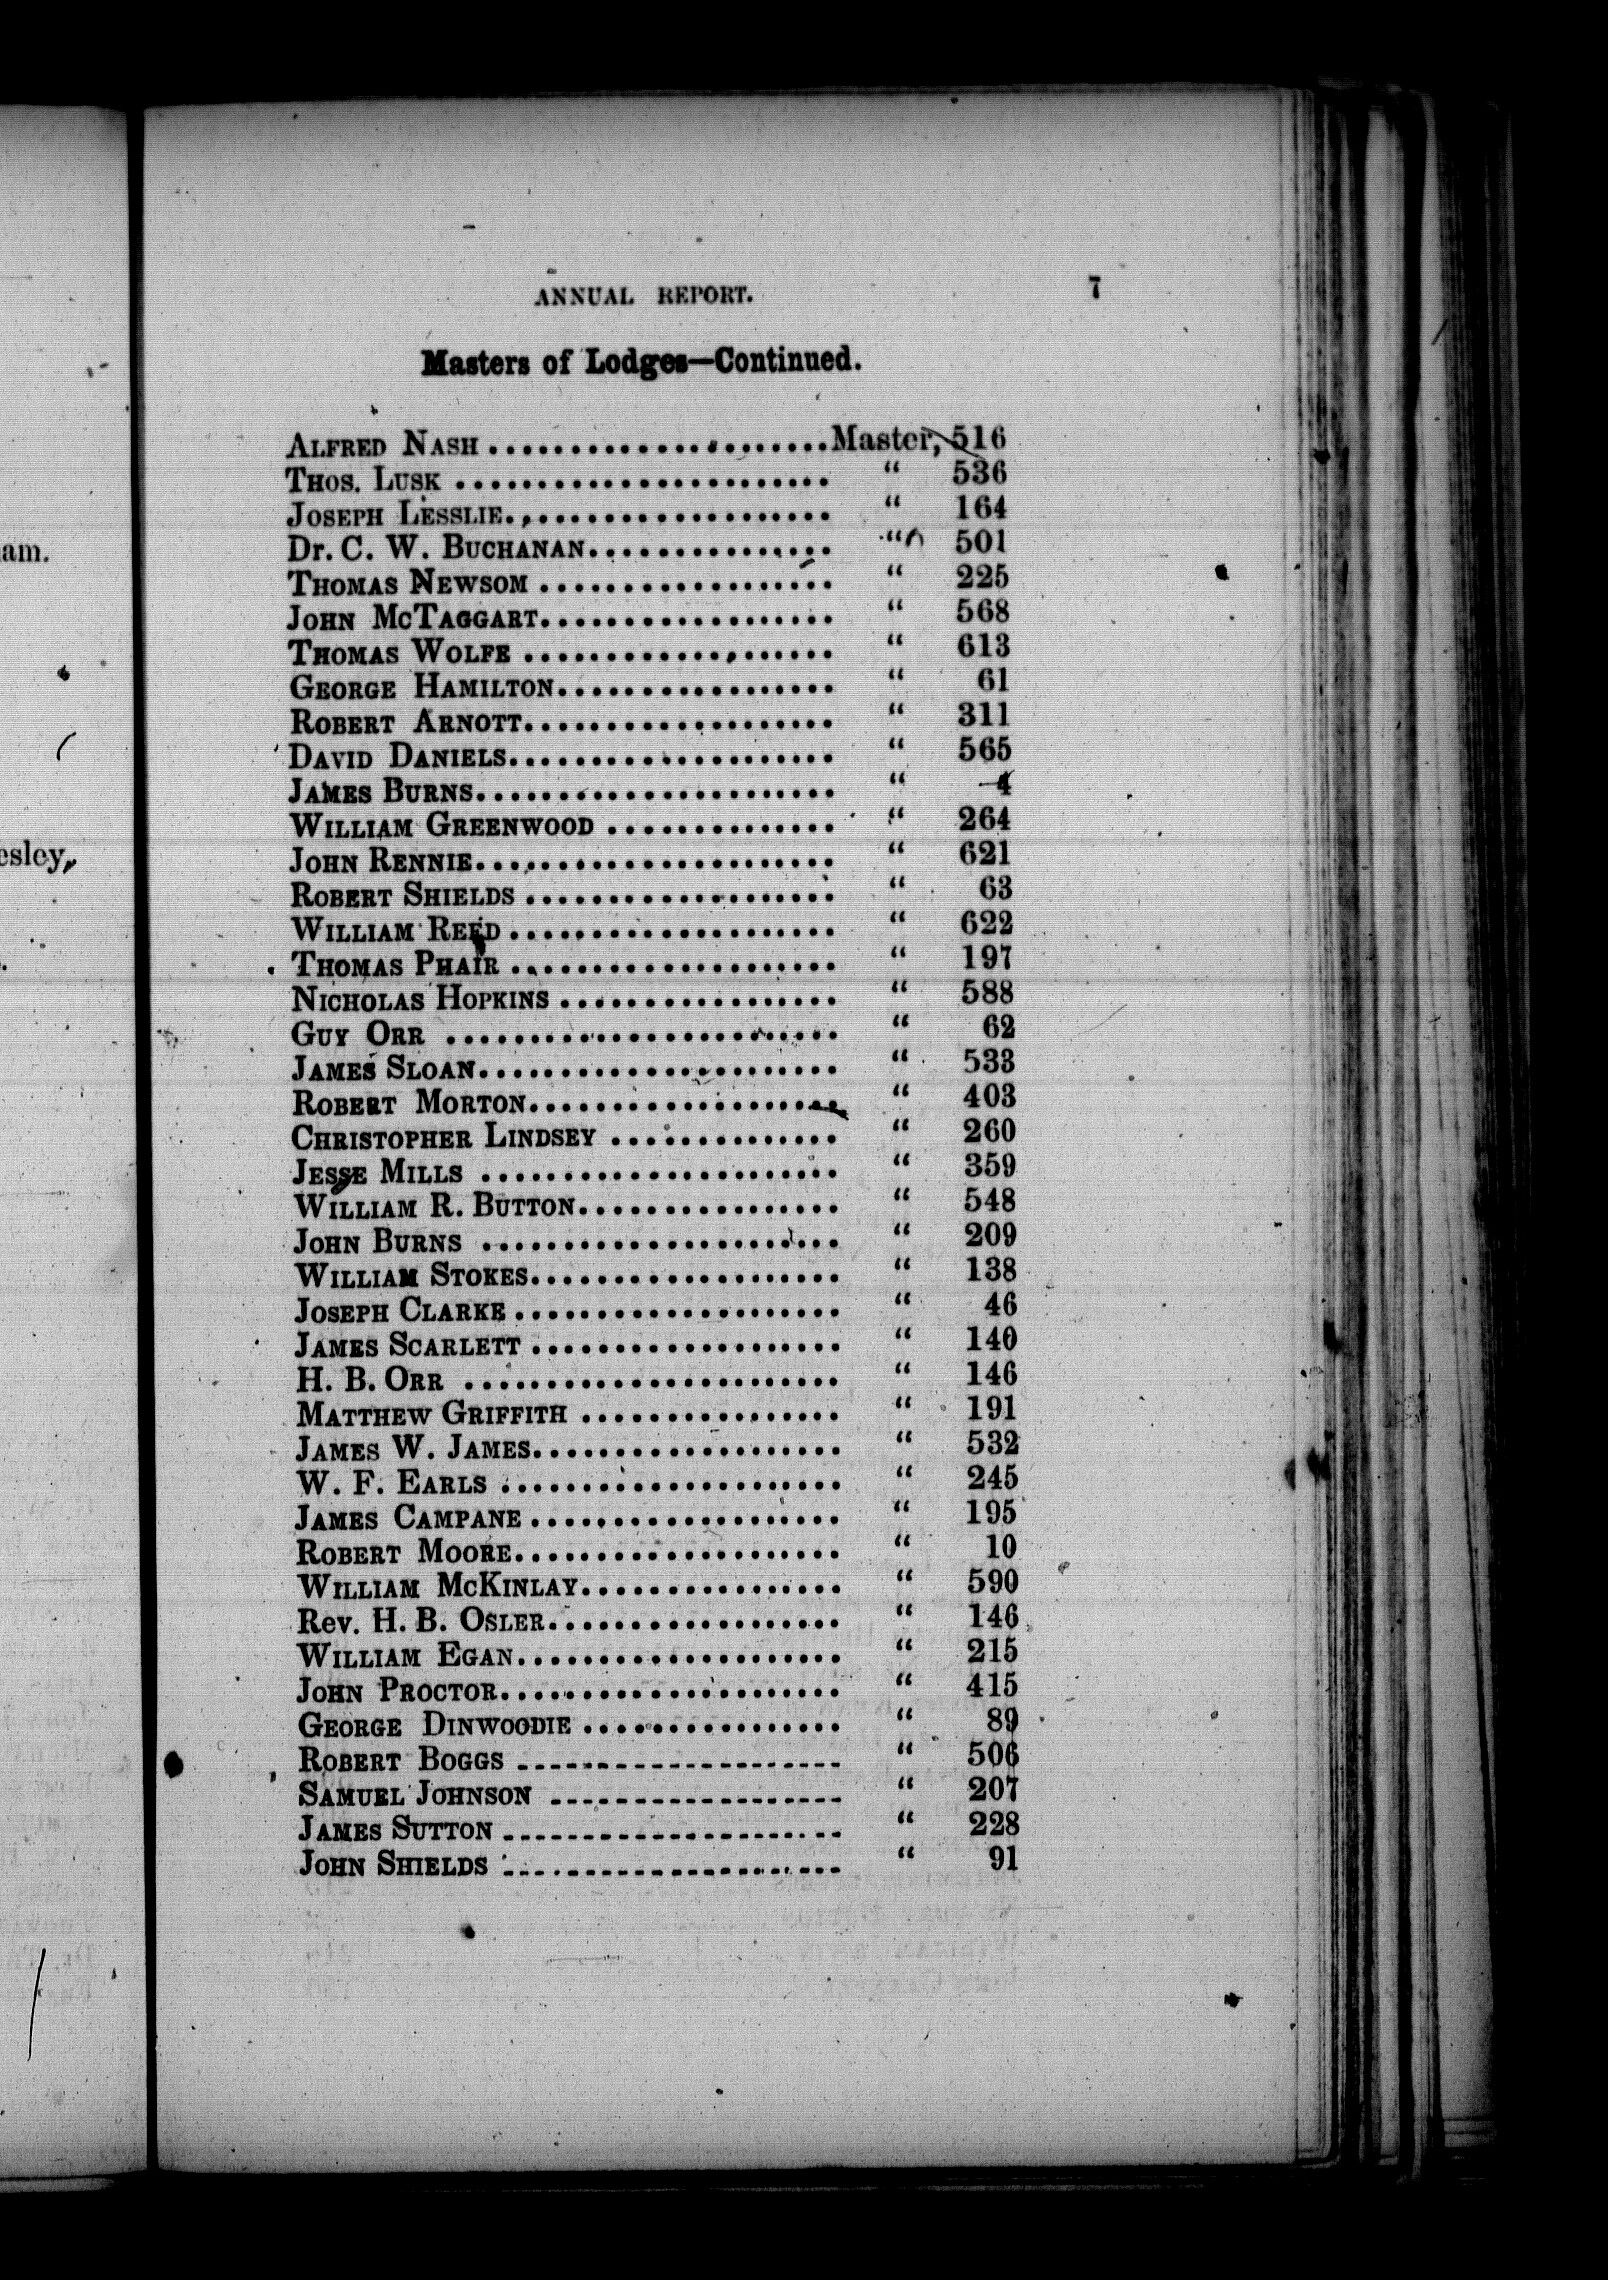 ANNUAL REPORT. 7
Masters of Lodges—Continued.
ALFRED NASH ..................... Master, 516
THOS. LUSK ....................... " 536
JOSEPH LESSLIE.................... " 164
Dr. C. W. BUCHANAN............... " 501
THOMAS NEWSOM .................. " 225
JOHN MCTAGGART.................. " 568
THOMAS WOLFE ................... " 613
GEORGE HAMILTON................. " 61
ROBERT ARNOTT................... " 311
DAVID DANIELS.................... " 565
JAMES BURNS...................... " 4
WILLIAM GREENWOOD .............. " 264
JOHN RENNIE...................... " 621
ROBERT SHIELDS ................... " 63
WILLIAM REED .................... " 622
THOMAS PHAIR .................... " 197
NICHOLAS HOPKINS ................. " 588
GUY ORR ........................ " 62
JAMES SLOAN...................... " 533
ROBERT MORTON................... " 403
CHRISTOPHER LINDSEY .............. " 260
JESSE MILLS ...................... " 359
WILLIAM R. BUTTON................ " 548
JOHN BURNS ...................... " 209
WILLIAM STOKES................... " 138
JOSEPH CLARKE .................... " 46
JAMES SCARLETT ................... " 140
H. B. ORR ....................... " 146
MATTHEW GRIFFITH ................ " 191
JAMES W. JAMES................... " 532
W. F. EARLS ..................... " 245
JAMES CAMPANE ................... " 195
ROBERT MOORE.................... " 10
WILLIAM MCKINLAY................ " 590
Rev. H. B. OSLER.................. " 146
WILLIAM EGAN.................... " 215
JOHN PROCTOR..................... " 415
GEORGE DINWOODIE ................ " 89
ROBERT BOGGS -------------------- " 506
SAMUEL JOHNSON ------------------ " 207
JAMES SUTTON -------------------- " 228
JOHN SHIELDS -------------------- " 91